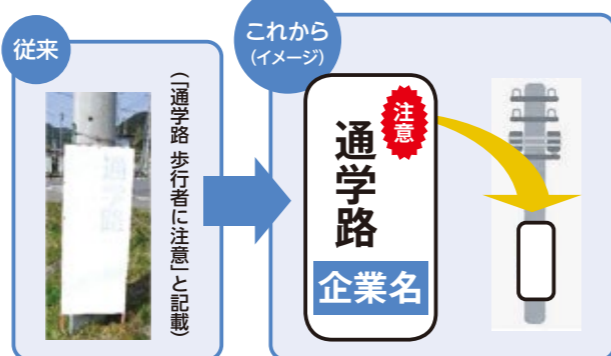 従来
(「通学路 歩行者に注意」と記載)
これから
(イメージ)
注意
通学路
企業名